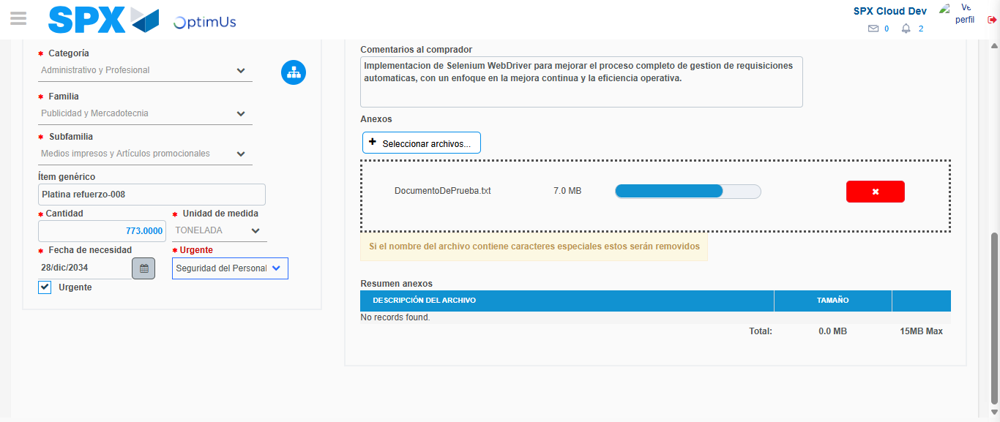 SPX
OptimUs
SPX Cloud Dev
Ve
perfil
0
2
* Categoría
Administrativo y Profesional
* Familia
Publicidad y Mercadotecnia
* Subfamilia
Medios impresos y Artículos promocionales
Ítem genérico
Platina refuerzo-008
* Cantidad
* Unidad de medida
773.0000
TONELADA
* Fecha de necesidad
* Urgente
28/dic/2034
Seguridad del Personal
Urgente
Comentarios al comprador
Implementacion de Selenium WebDriver para mejorar el proceso completo de gestion de requisiciones
automaticas, con un enfoque en la mejora continua y la eficiencia operativa.
Anexos
Seleccionar archivos...
DocumentoDePrueba.txt
7.0 MB
Si el nombre del archivo contiene caracteres especiales estos serán removidos
Resumen anexos
DESCRIPCIÓN DEL ARCHIVO
TAMAÑO
No records found.
Total:
0.0 MB
15MB Max